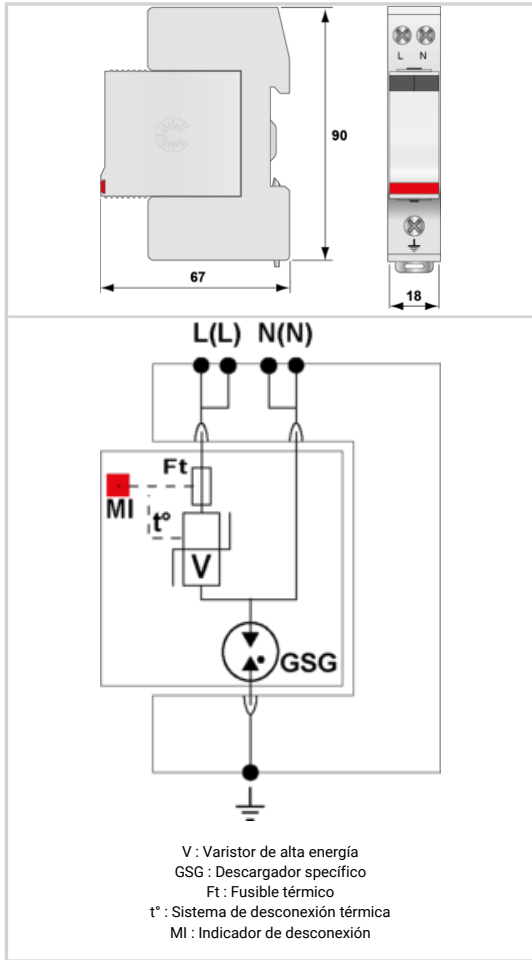 L N
90
67
18
L(L) N(N)
Ft
MI
t°
V
GSG
V : Varistor de alta energía
GSG : Descargador específico
Ft : Fusible térmico
t° : Sistema de desconexión térmica
MI : Indicador de desconexión